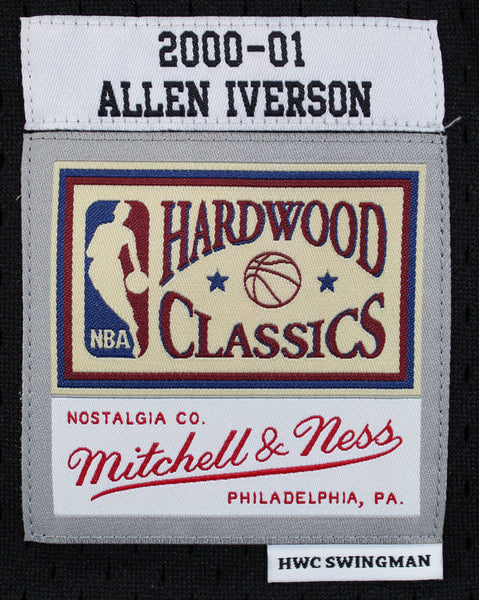 2000-01
ALLEN IVERSON
HARDWOOD
CLASSICS
NBA
NOSTALGIA CO.
Mitchell & Ness
PHILADELPHIA, PA.
HWC SWINGMAN